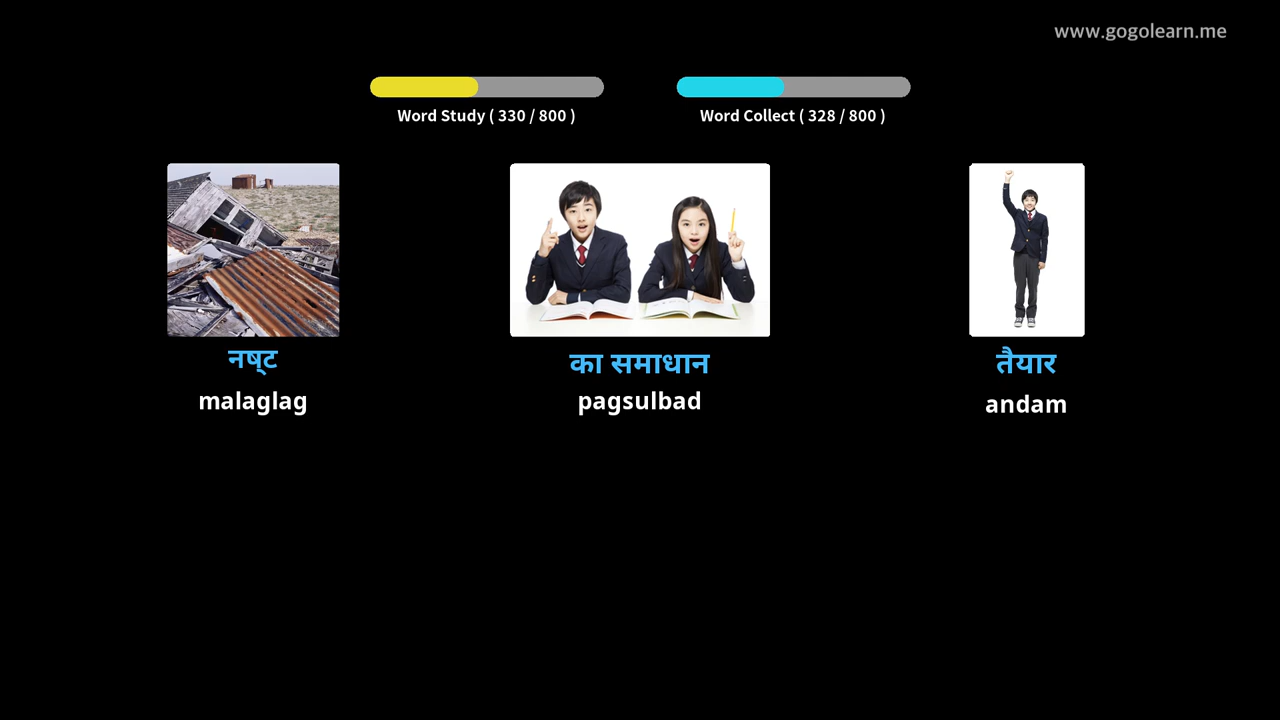 www.gogolearn.me
Word Study ( 330 / 800 )
Word Collect ( 328 / 800 )
नष्‍ट
का समाधान
तैयार
malaglag
pagsulbad
andam